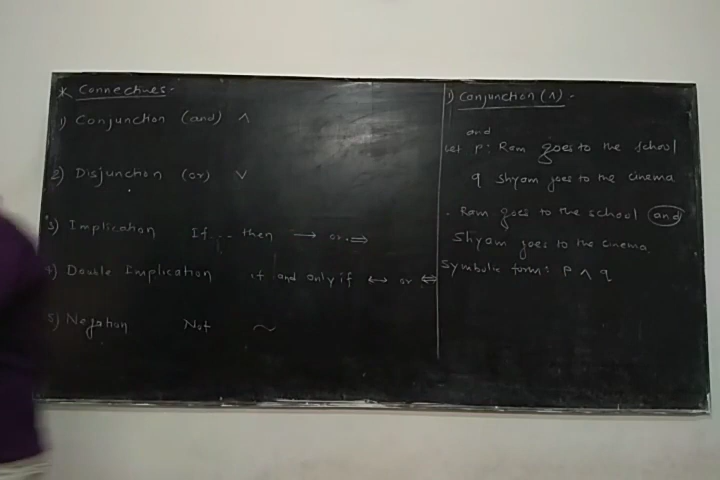 * Connectives -
1) Conjunction (and) ∧
2) Disjunction (or) ∨
3) Implication If .... then → or. ⇒
4) Double Implication if and only if ↔ or ⇔
5) Negation Not ~
1) Conjunction (∧) -
and
Let p: Ram goes to the school
q Shyam goes to the cinema
. Ram goes to the school and
Shyam goes to the cinema.
Symbolic form: p ∧ q